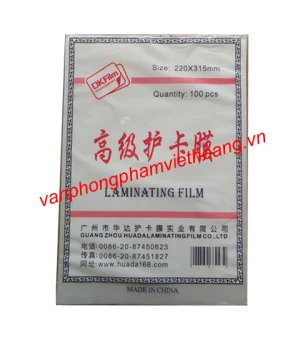 OKFilm
Size: 220X315mm
Quantity: 100 pcs
高级护卡膜
vanphongphamvietthang.vn
LAMINATING FILM
广州市华达护卡膜实业有限公司
GUANG ZHOU HUADALAMINATINGFILM CO.,LTD
电话:0086-20-87450623
传真:0086-20-87451827
网址:www.huada168.com
MADE IN CHINA